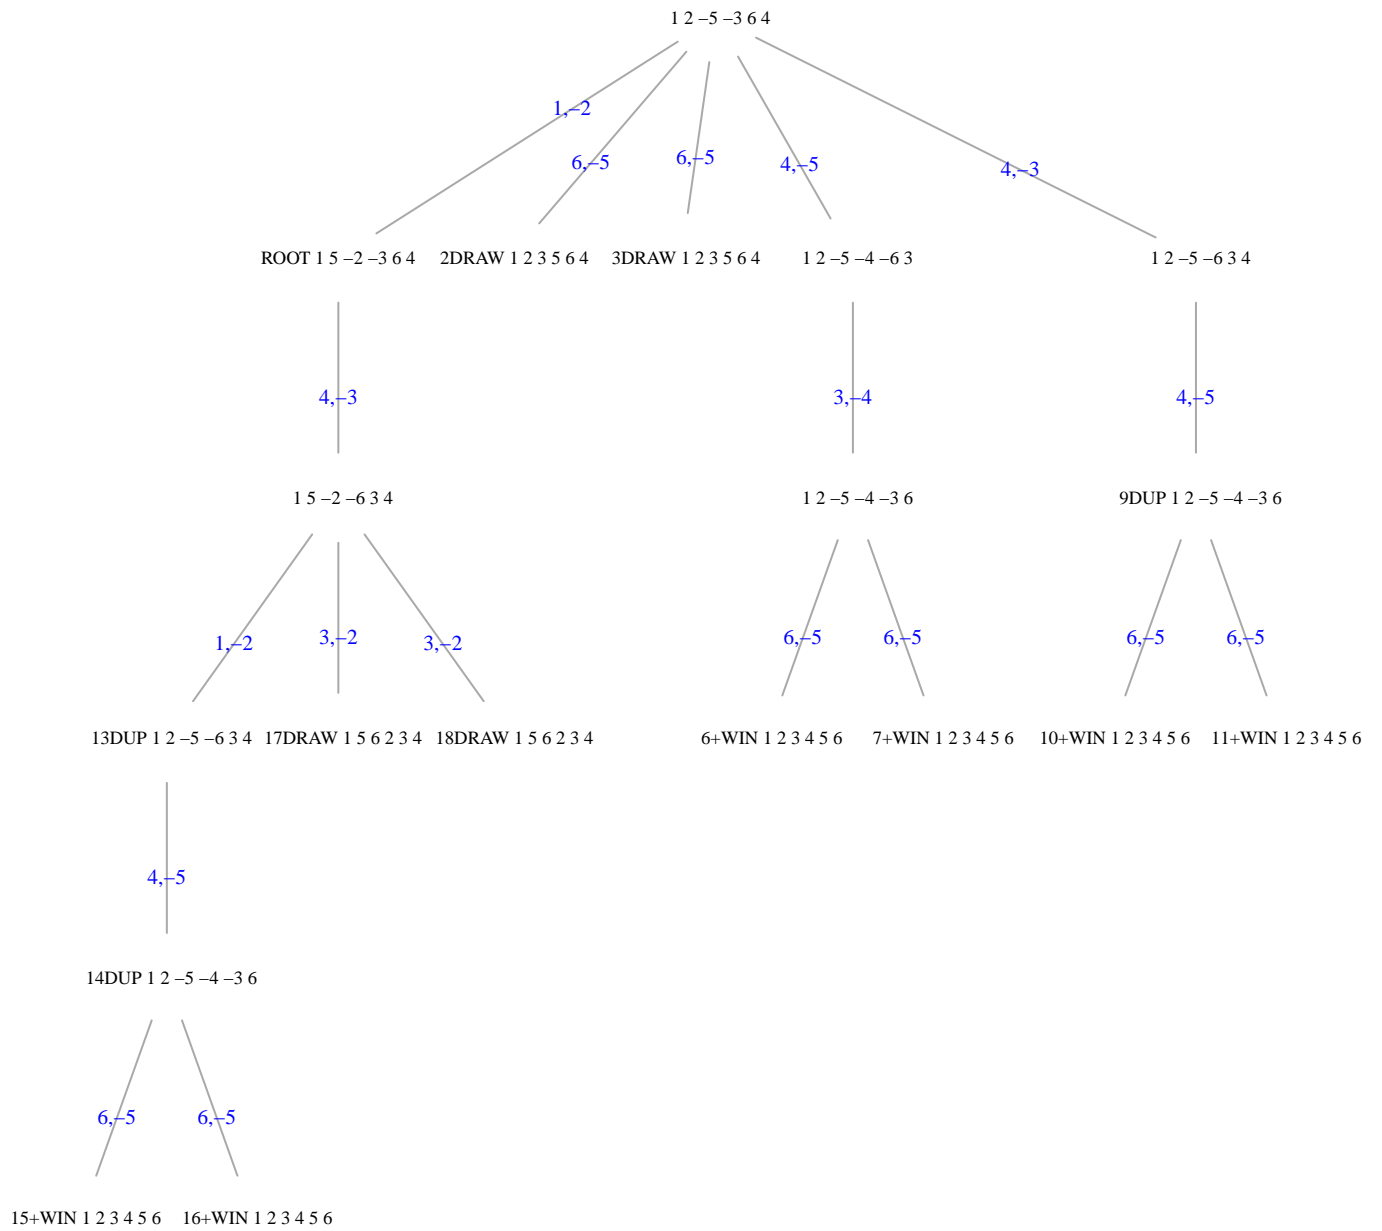 1 2 –5 –3 6 4
1,–2
6,–5
6,–5
4,–5
4,–3
ROOT 1 5 –2 –3 6 4
2DRAW 1 2 3 5 6 4
3DRAW 1 2 3 5 6 4
1 2 –5 –4 –6 3
1 2 –5 –6 3 4
4,–3
3,–4
4,–5
1 5 –2 –6 3 4
1 2 –5 –4 –3 6
9DUP 1 2 –5 –4 –3 6
1,–2
3,–2
3,–2
6,–5
6,–5
6,–5
6,–5
13DUP 1 2 –5 –6 3 4
17DRAW 1 5 6 2 3 4
18DRAW 1 5 6 2 3 4
6+WIN 1 2 3 4 5 6
7+WIN 1 2 3 4 5 6
10+WIN 1 2 3 4 5 6
11+WIN 1 2 3 4 5 6
4,–5
14DUP 1 2 –5 –4 –3 6
6,–5
6,–5
15+WIN 1 2 3 4 5 6
16+WIN 1 2 3 4 5 6